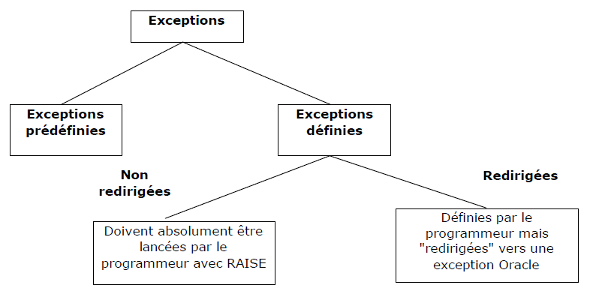 Exceptions
Exceptions
prédéfinies
Exceptions
définies
Non
redirigées
Redirigées
Doivent absolument être
lancées par le
programmeur avec RAISE
Définies par le
programmeur mais
"redirigées" vers une
exception Oracle